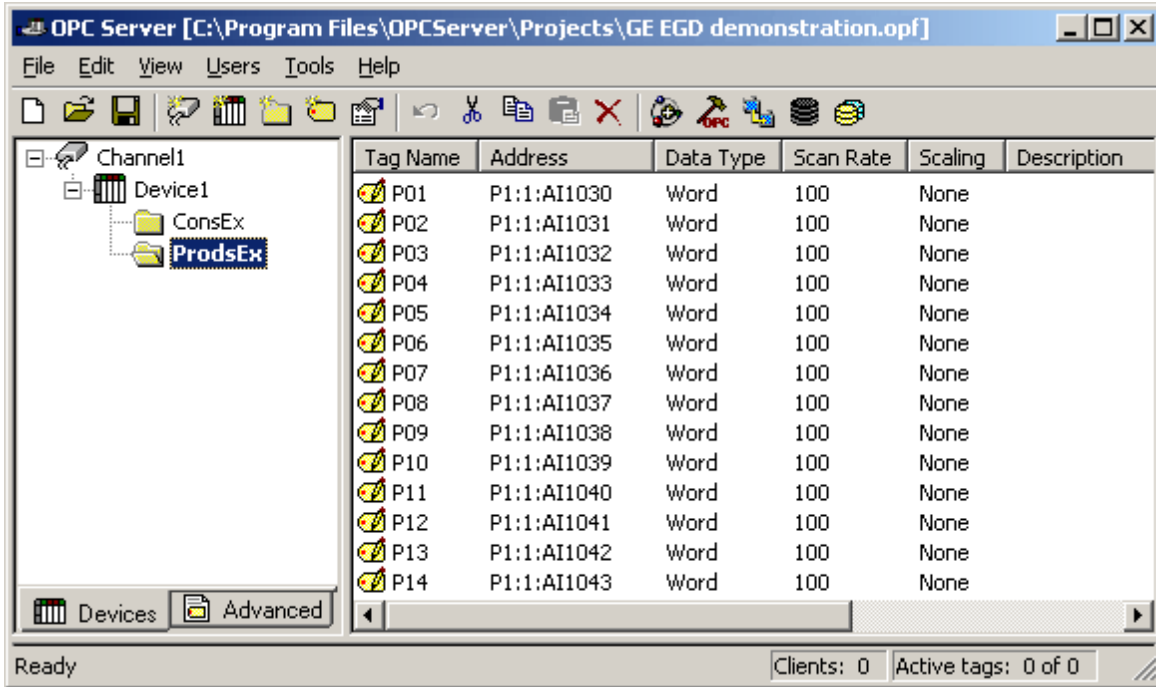 OPC Server [C:\Program Files\OPCServer\Projects\GE EGD demonstration.opf]
File Edit View Users Tools Help
OPC
Channel1
Device1
ConsEx
ProdsEx
Tag Name Address Data Type Scan Rate Scaling Description
P01 P1:1:AI1030 Word 100 None
P02 P1:1:AI1031 Word 100 None
P03 P1:1:AI1032 Word 100 None
P04 P1:1:AI1033 Word 100 None
P05 P1:1:AI1034 Word 100 None
P06 P1:1:AI1035 Word 100 None
P07 P1:1:AI1036 Word 100 None
P08 P1:1:AI1037 Word 100 None
P09 P1:1:AI1038 Word 100 None
P10 P1:1:AI1039 Word 100 None
P11 P1:1:AI1040 Word 100 None
P12 P1:1:AI1041 Word 100 None
P13 P1:1:AI1042 Word 100 None
P14 P1:1:AI1043 Word 100 None
Devices Advanced
Ready Clients: 0 Active tags: 0 of 0